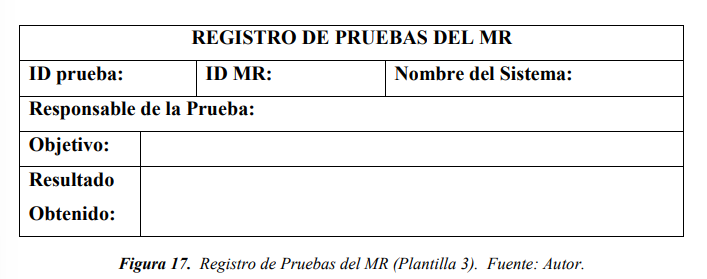 REGISTRO DE PRUEBAS DEL MR
ID prueba: ID MR: Nombre del Sistema:
Responsable de la Prueba:
Objetivo:
Resultado
Obtenido:
Figura 17. Registro de Pruebas del MR (Plantilla 3). Fuente: Autor.